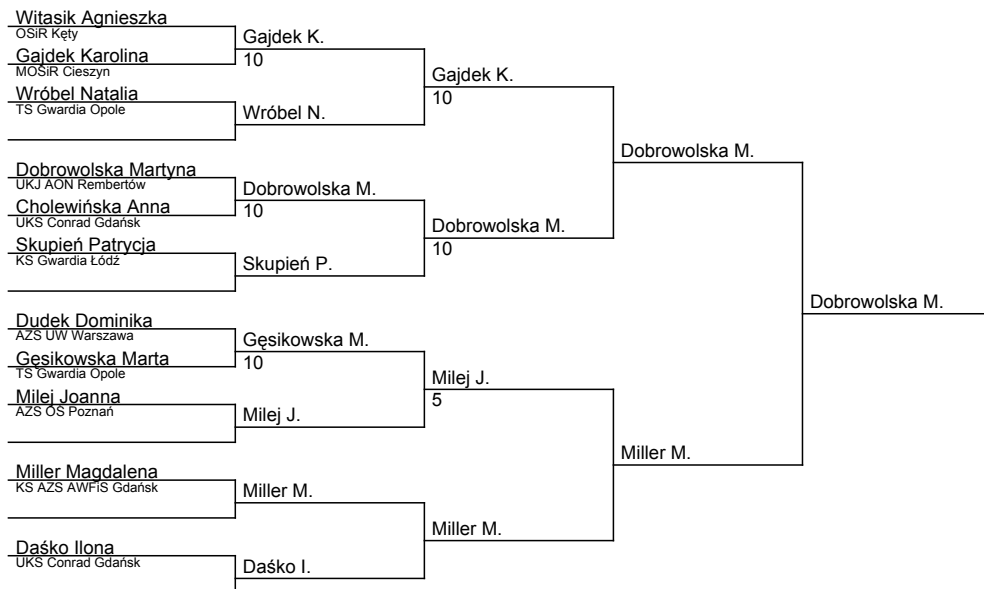 Witasik Agnieszka
OSiR Kęty
Gajdek K.
10
Gajdek Karolina
MOSiR Cieszyn
Gajdek K.
10
Wróbel Natalia
TS Gwardia Opole
Wróbel N.
Dobrowolska M.
Dobrowolska Martyna
UKJ AON Rembertów
Dobrowolska M.
10
Cholewińska Anna
UKS Conrad Gdańsk
Dobrowolska M.
10
Skupień Patrycja
KS Gwardia Łódź
Skupień P.
Dobrowolska M.
Dudek Dominika
AZS UW Warszawa
Gęsikowska M.
10
Gęsikowska Marta
TS Gwardia Opole
Milej J.
5
Milej Joanna
AZS OŚ Poznań
Milej J.
Miller M.
Miller Magdalena
KS AZS AWFiS Gdańsk
Miller M.
Miller M.
Daśko Ilona
UKS Conrad Gdańsk
Daśko I.